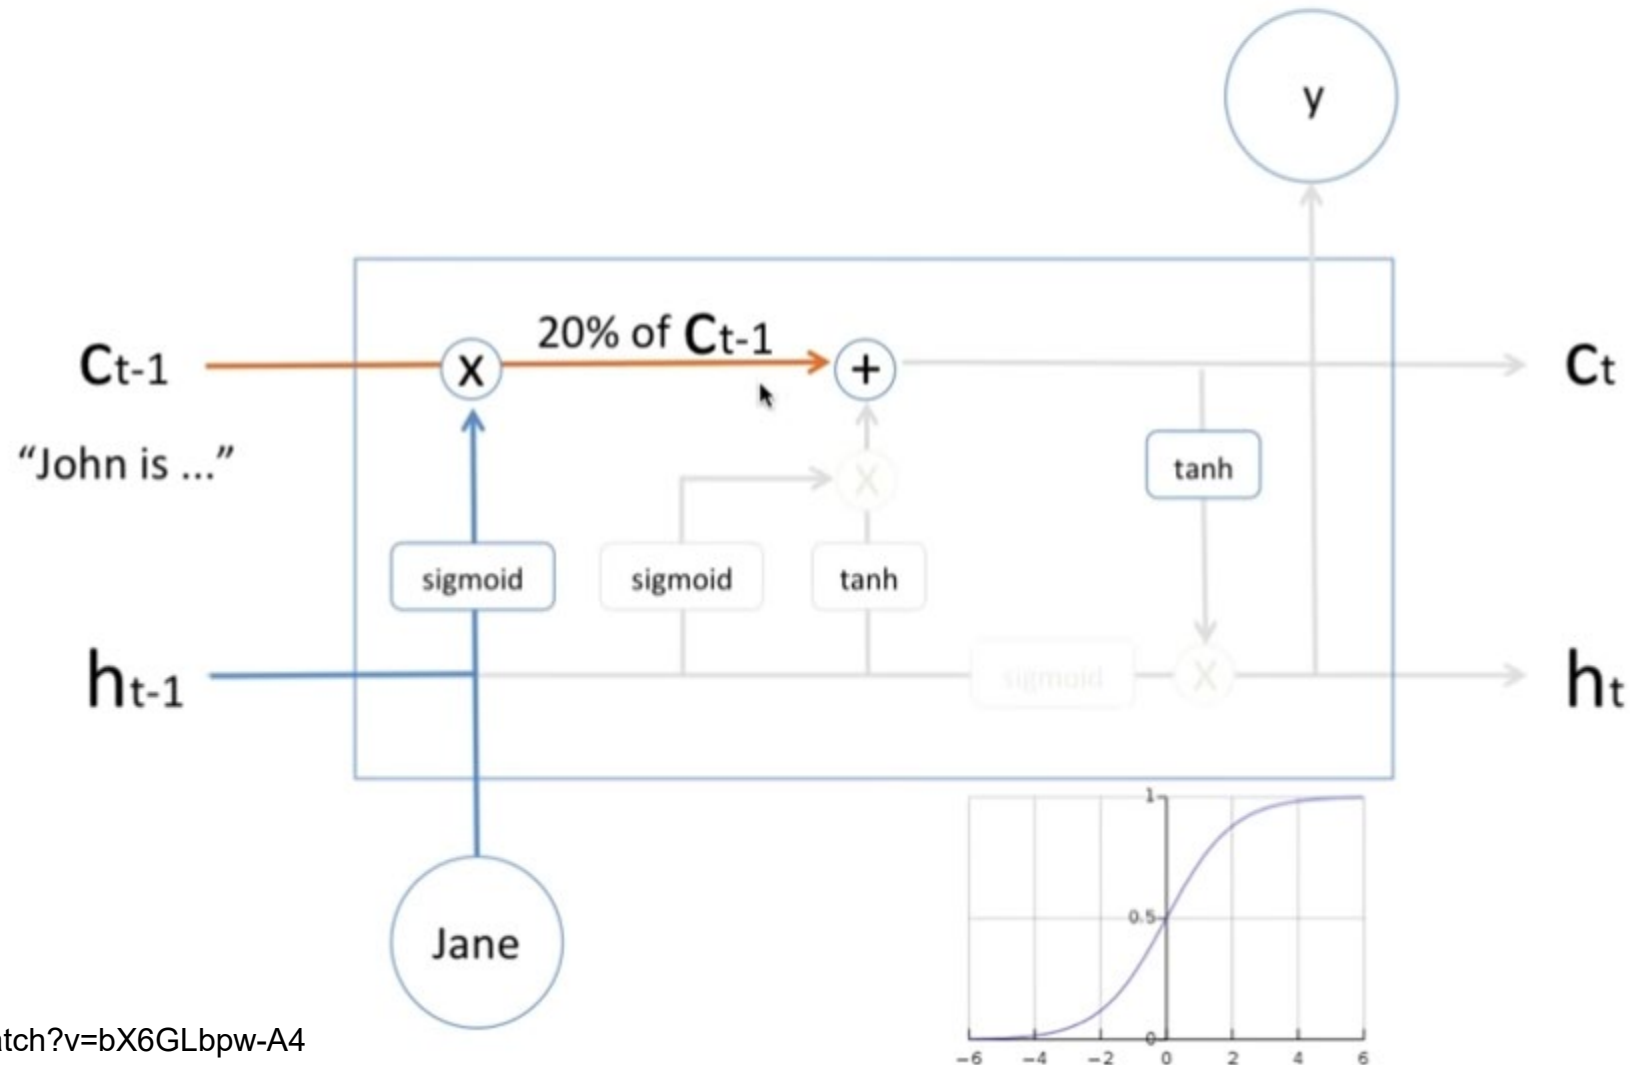 y
20% of Ct-1
Ct-1
X
+
Ct
"John is ..."
X
tanh
sigmoid
sigmoid
tanh
ht-1
sigmoid
X
ht
Jane
1
0.5
0
-6 -4 -2 0 2 4 6
atch?v=bX6GLbpw-A4